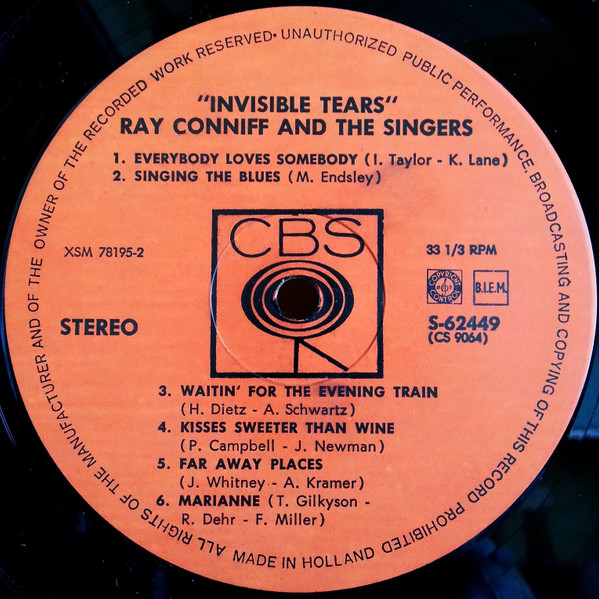 ALL RIGHTS OF THE MANUFACTURER AND OF THE OWNER OF THE RECORDED WORK RESERVED • UNAUTHORIZED PUBLIC PERFORMANCE, BROADCASTING AND COPYING OF THIS RECORD PROHIBITED
"INVISIBLE TEARS"
RAY CONNIFF AND THE SINGERS
1. EVERYBODY LOVES SOMEBODY (I. Taylor - K. Lane)
2. SINGING THE BLUES (M. Endsley)
CBS
XSM 78195-2
33 1/3 RPM
COPYRIGHT CONTROL
B.I.E.M.
STEREO
S-62449
(CS 9064)
3. WAITIN' FOR THE EVENING TRAIN
(H. Dietz - A. Schwartz)
4. KISSES SWEETER THAN WINE
(P. Campbell - J. Newman)
5. FAR AWAY PLACES
(J. Whitney - A. Kramer)
6. MARIANNE (T. Gilkyson -
R. Dehr - F. Miller)
MADE IN HOLLAND